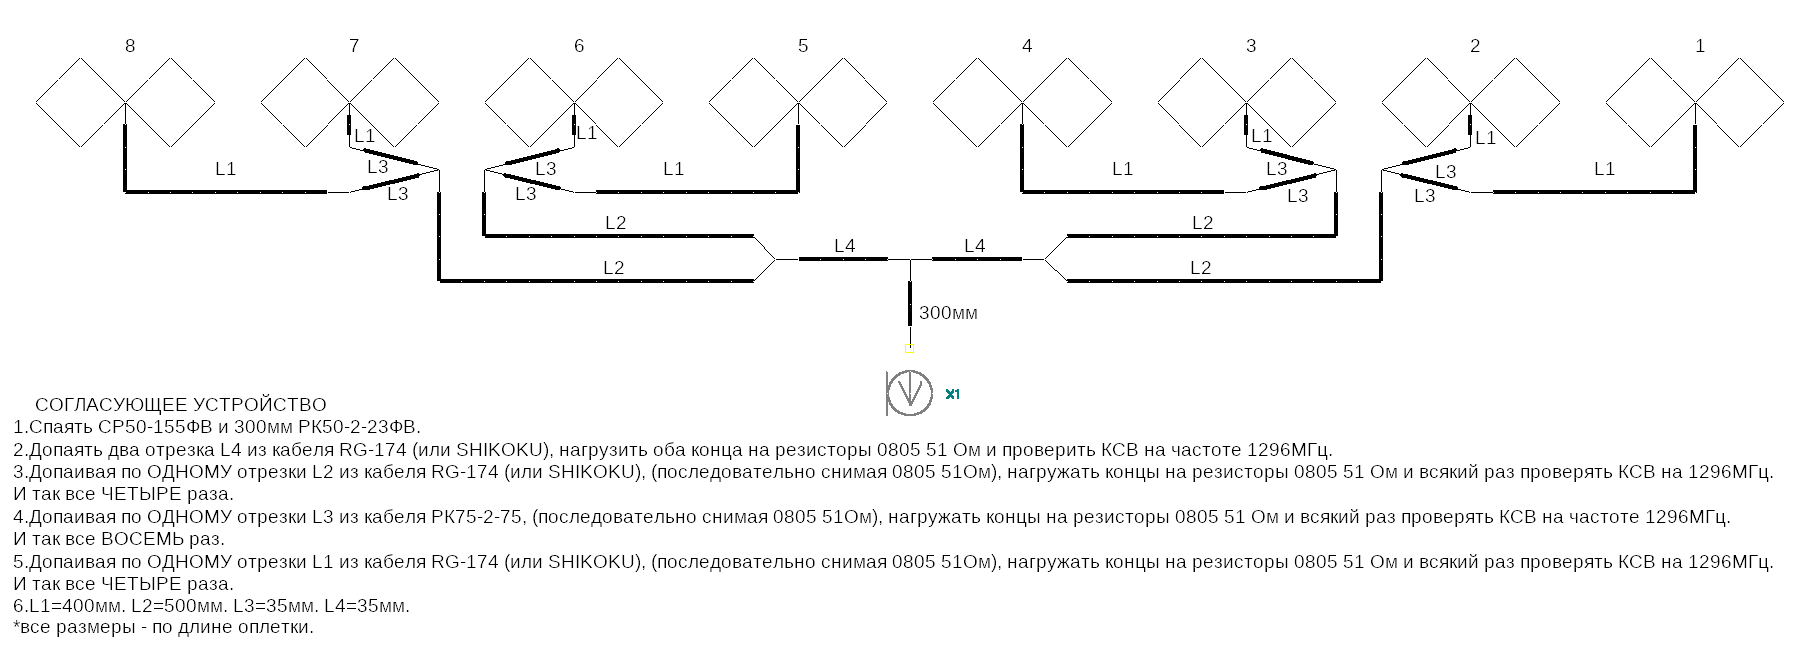 8 7 6 5 4 3 2 1
L1 L1 L1 L1
L1 L3 L3 L1 L1 L3 L3 L1
L3 L3 L3 L3
L2 L2
L4 L4
L2 L2
300мм
X1
СОГЛАСУЮЩЕЕ УСТРОЙСТВО
1.Спаять СР50-155ФВ и 300мм РК50-2-23ФВ.
2.Допаять два отрезка L4 из кабеля RG-174 (или SHIKOKU), нагрузить оба конца на резисторы 0805 51 Ом и проверить КСВ на частоте 1296МГц.
3.Допаивая по ОДНОМУ отрезки L2 из кабеля RG-174 (или SHIKOKU), (последовательно снимая 0805 51Ом), нагружать концы на резисторы 0805 51 Ом и всякий раз проверять КСВ на 1296МГц.
И так все ЧЕТЫРЕ раза.
4.Допаивая по ОДНОМУ отрезки L3 из кабеля РК75-2-75, (последовательно снимая 0805 51Ом), нагружать концы на резисторы 0805 51 Ом и всякий раз проверять КСВ на частоте 1296МГц.
И так все ВОСЕМЬ раз.
5.Допаивая по ОДНОМУ отрезки L1 из кабеля RG-174 (или SHIKOKU), (последовательно снимая 0805 51Ом), нагружать концы на резисторы 0805 51 Ом и всякий раз проверять КСВ на 1296МГц.
И так все ЧЕТЫРЕ раза.
6.L1=400мм. L2=500мм. L3=35мм. L4=35мм.
*все размеры - по длине оплетки.